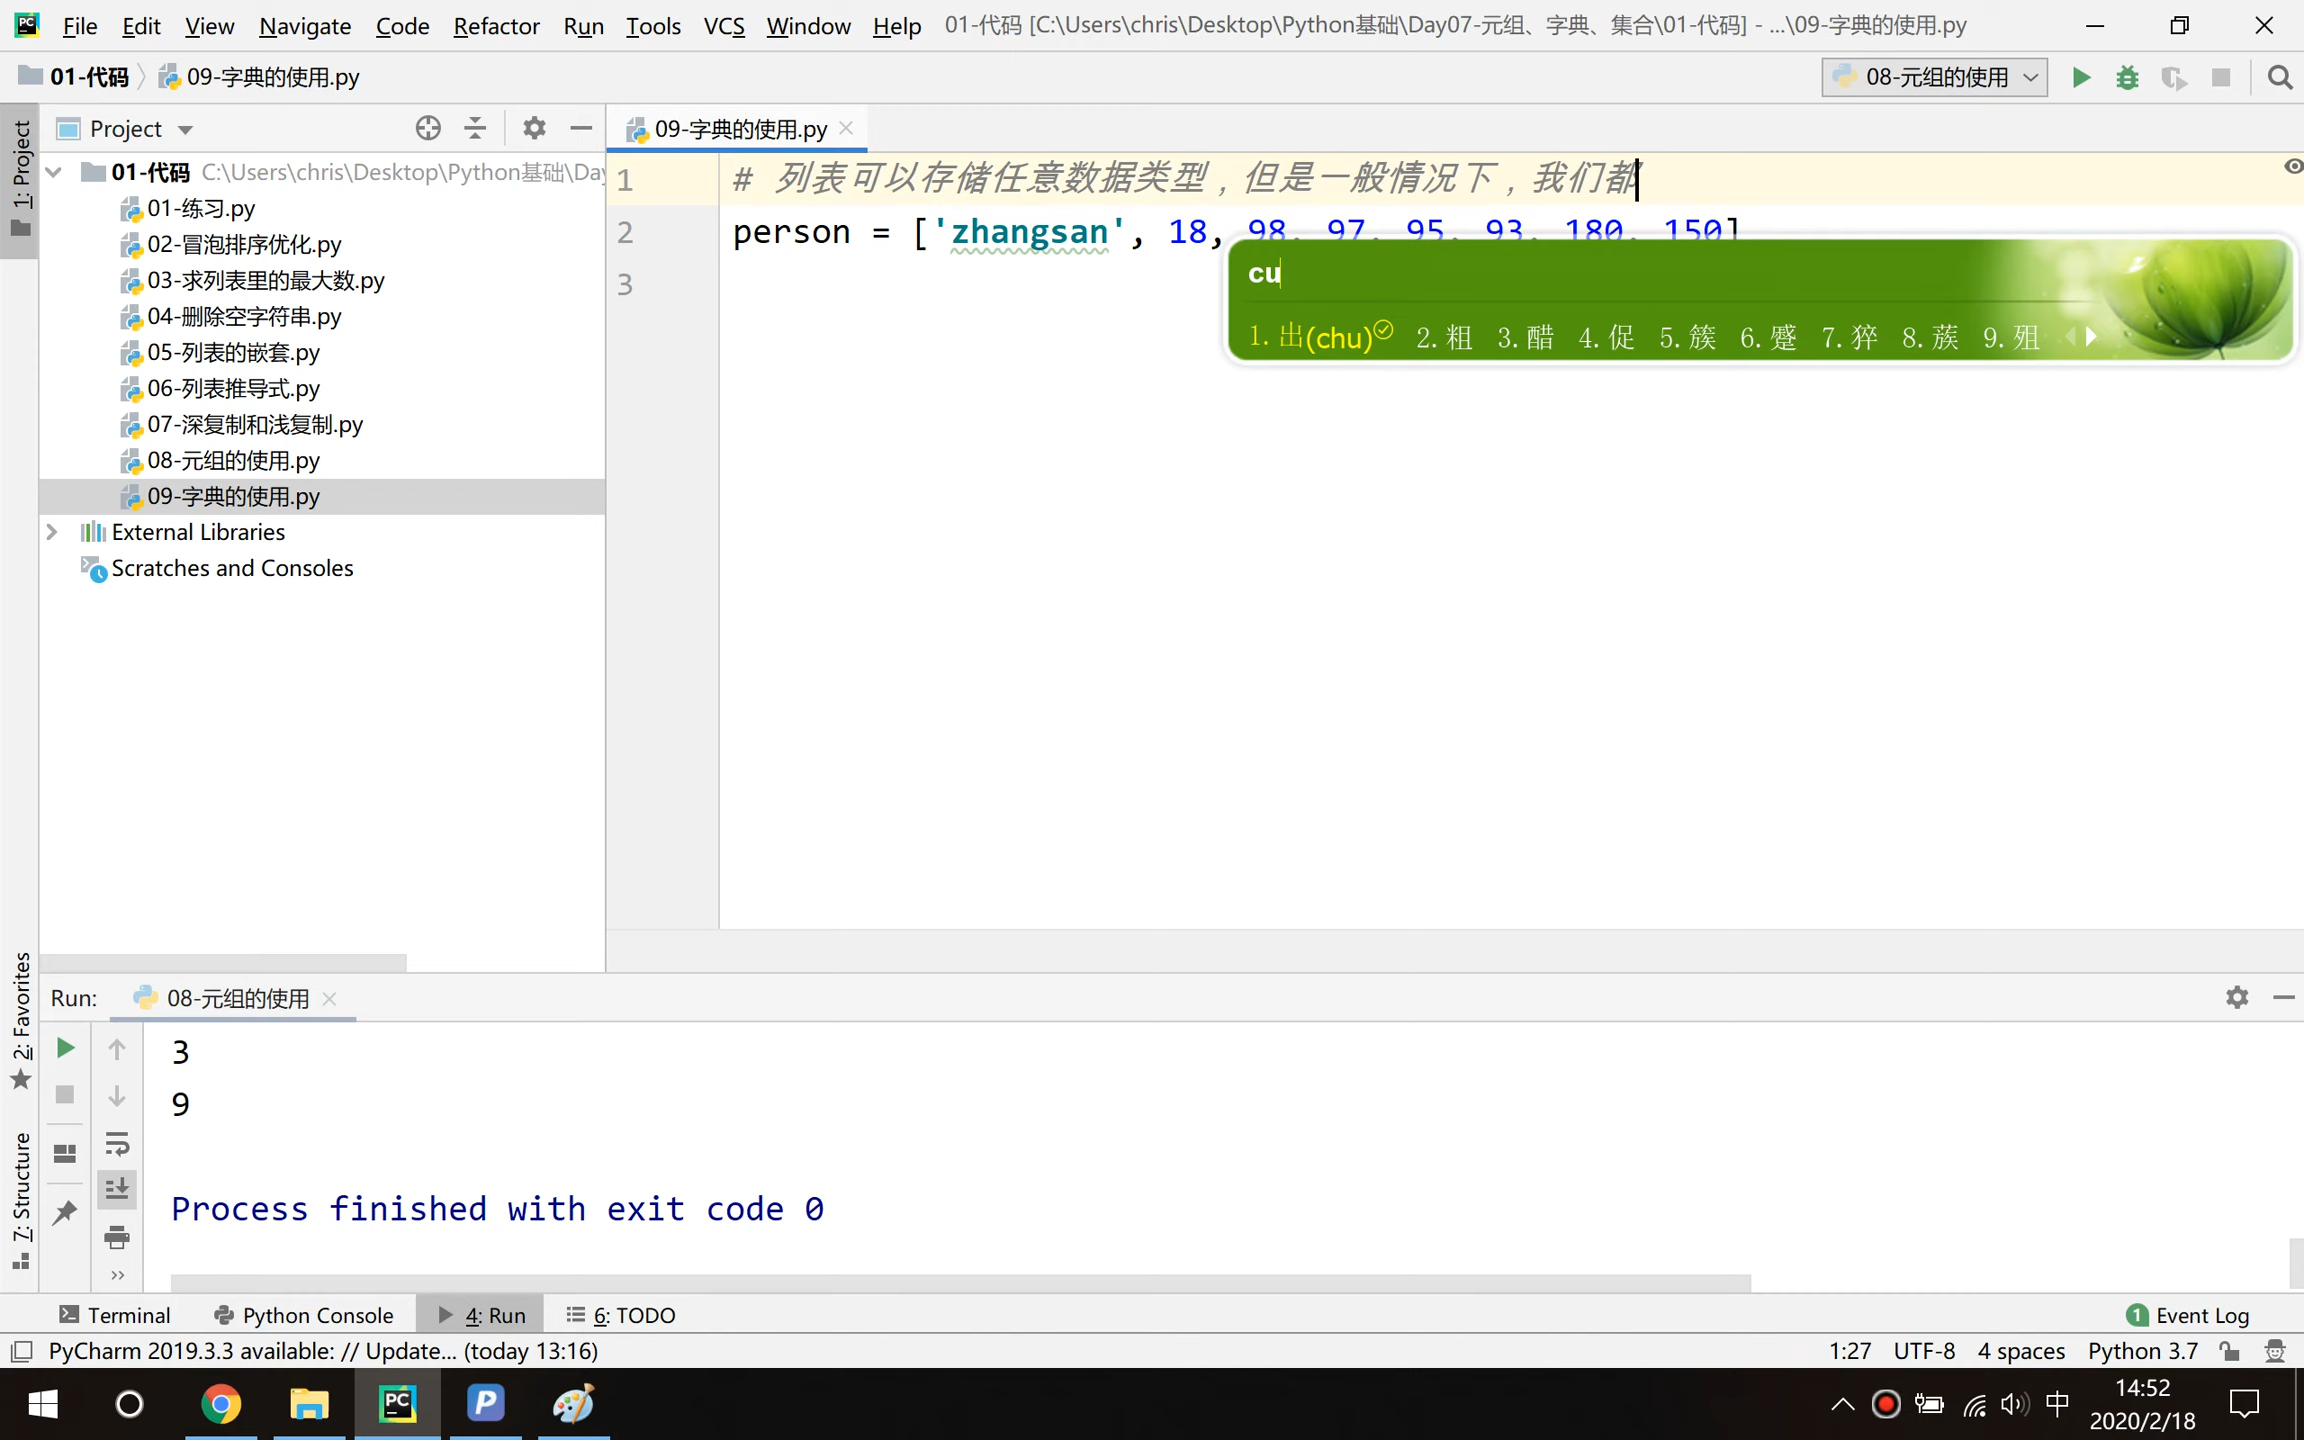 File Edit View Navigate Code Refactor Run Tools VCS Window Help 01-代码 [C:\Users\chris\Desktop\Python基础\Day07-元组、字典、集合\01-代码] - ...\09-字典的使用.py
01-代码 09-字典的使用.py 08-元组的使用
1: Project
Project
09-字典的使用.py
01-代码 C:\Users\chris\Desktop\Python基础\Day
01-练习.py
02-冒泡排序优化.py
03-求列表里的最大数.py
04-删除空字符串.py
05-列表的嵌套.py
06-列表推导式.py
07-深复制和浅复制.py
08-元组的使用.py
09-字典的使用.py
External Libraries
Scratches and Consoles
1 # 列表可以存储任意数据类型，但是一般情况下，我们都
2 person = ['zhangsan', 18, 98, 97, 95, 93, 180, 150]
3
cu
1.出(chu) 2.粗 3.醋 4.促 5.簇 6.蹙 7.猝 8.蔟 9.殂
2: Favorites
7: Structure
Run: 08-元组的使用
3
9
Process finished with exit code 0
Terminal Python Console 4: Run 6: TODO 1 Event Log
PyCharm 2019.3.3 available: // Update... (today 13:16) 1:27 UTF-8 4 spaces Python 3.7
PC P 中 14:52
2020/2/18